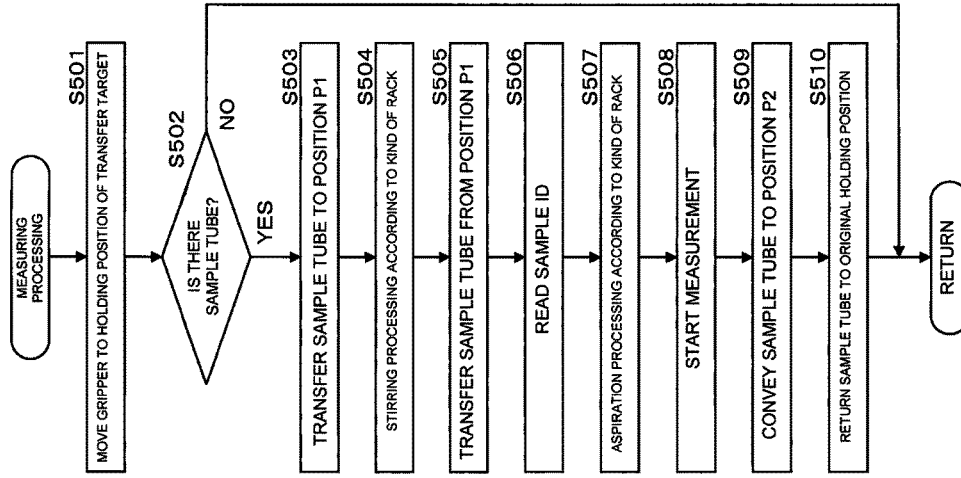 MEASURING
PROCESSING
S501
MOVE GRIPPER TO HOLDING POSITION OF TRANSFER TARGET
S502
IS THERE
SAMPLE TUBE?
NO
YES
S503
TRANSFER SAMPLE TUBE TO POSITION P1
S504
STIRRING PROCESSING ACCORDING TO KIND OF RACK
S505
TRANSFER SAMPLE TUBE FROM POSITION P1
S506
READ SAMPLE ID
S507
ASPIRATION PROCESSING ACCORDING TO KIND OF RACK
S508
START MEASUREMENT
S509
CONVEY SAMPLE TUBE TO POSITION P2
S510
RETURN SAMPLE TUBE TO ORIGINAL HOLDING POSITION
RETURN